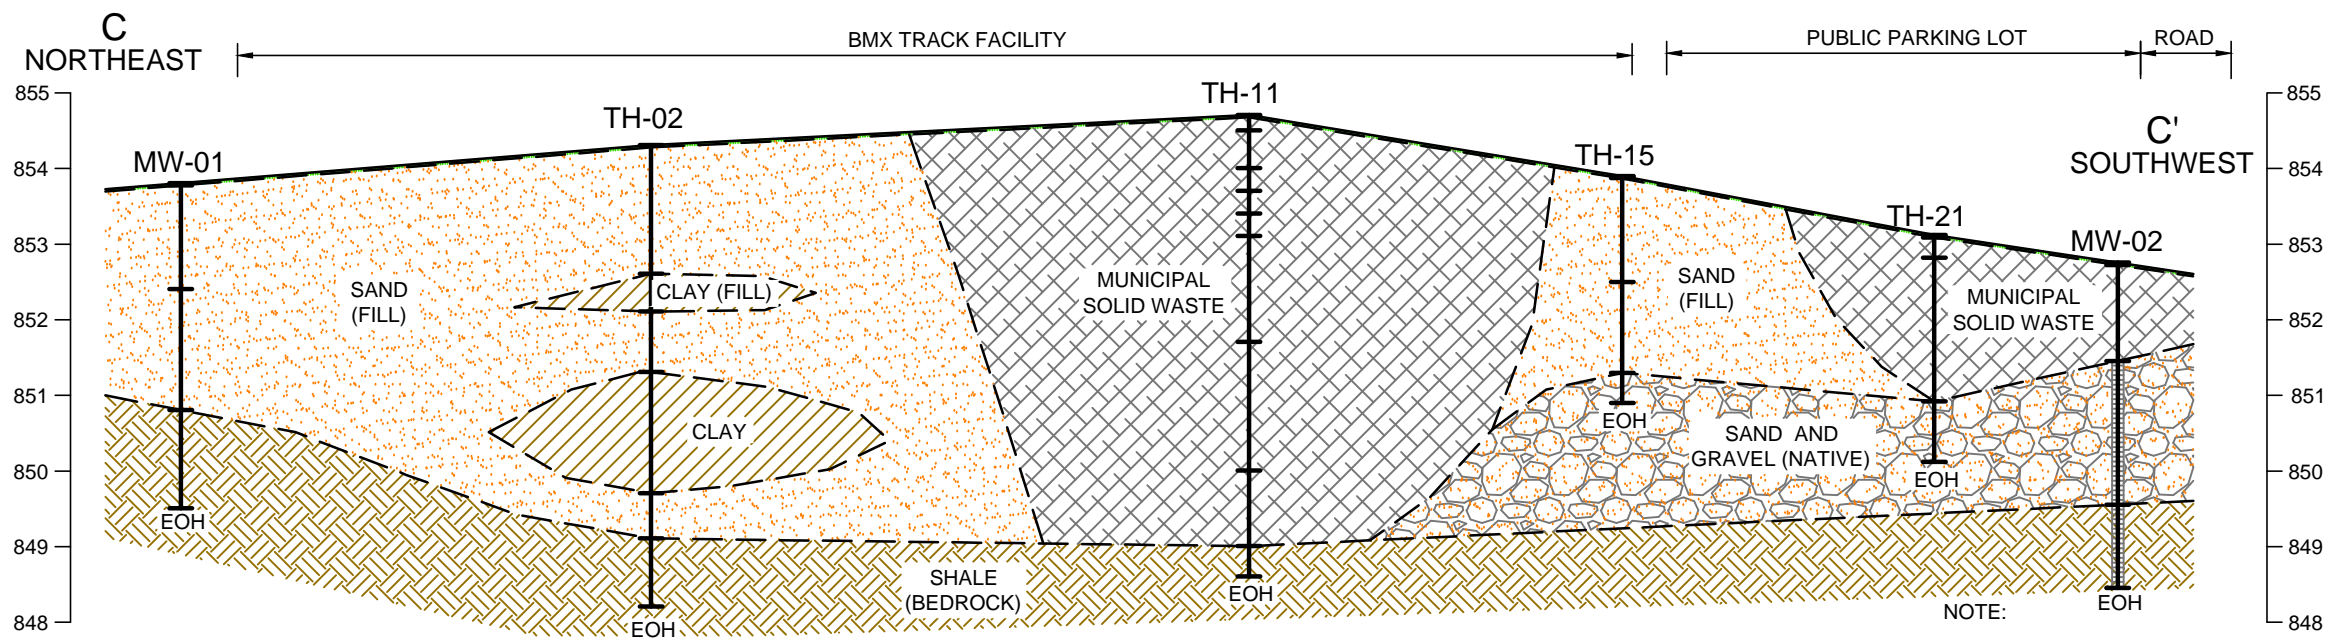 C
NORTHEAST
BMX TRACK FACILITY
PUBLIC PARKING LOT
ROAD
C'
SOUTHWEST
855
854
853
852
851
850
849
848
855
854
853
852
851
850
849
848
MW-01
TH-02
TH-11
TH-15
TH-21
MW-02
SAND
(FILL)
CLAY (FILL)
CLAY
MUNICIPAL
SOLID WASTE
SAND
(FILL)
MUNICIPAL
SOLID WASTE
SAND AND
GRAVEL (NATIVE)
SHALE
(BEDROCK)
EOH
EOH
EOH
EOH
EOH
EOH
NOTE: